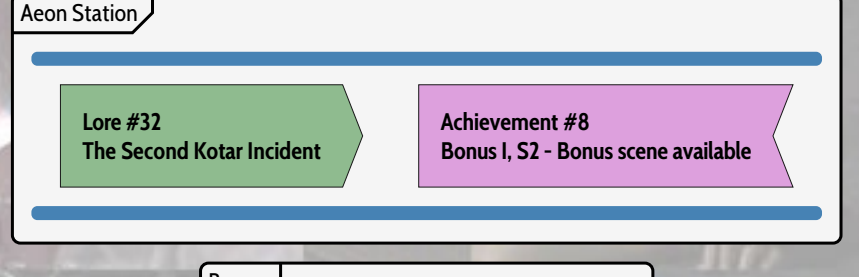 Aeon Station
Lore #32
The Second Kotar Incident
Achievement #8
Bonus I, S2 - Bonus scene available